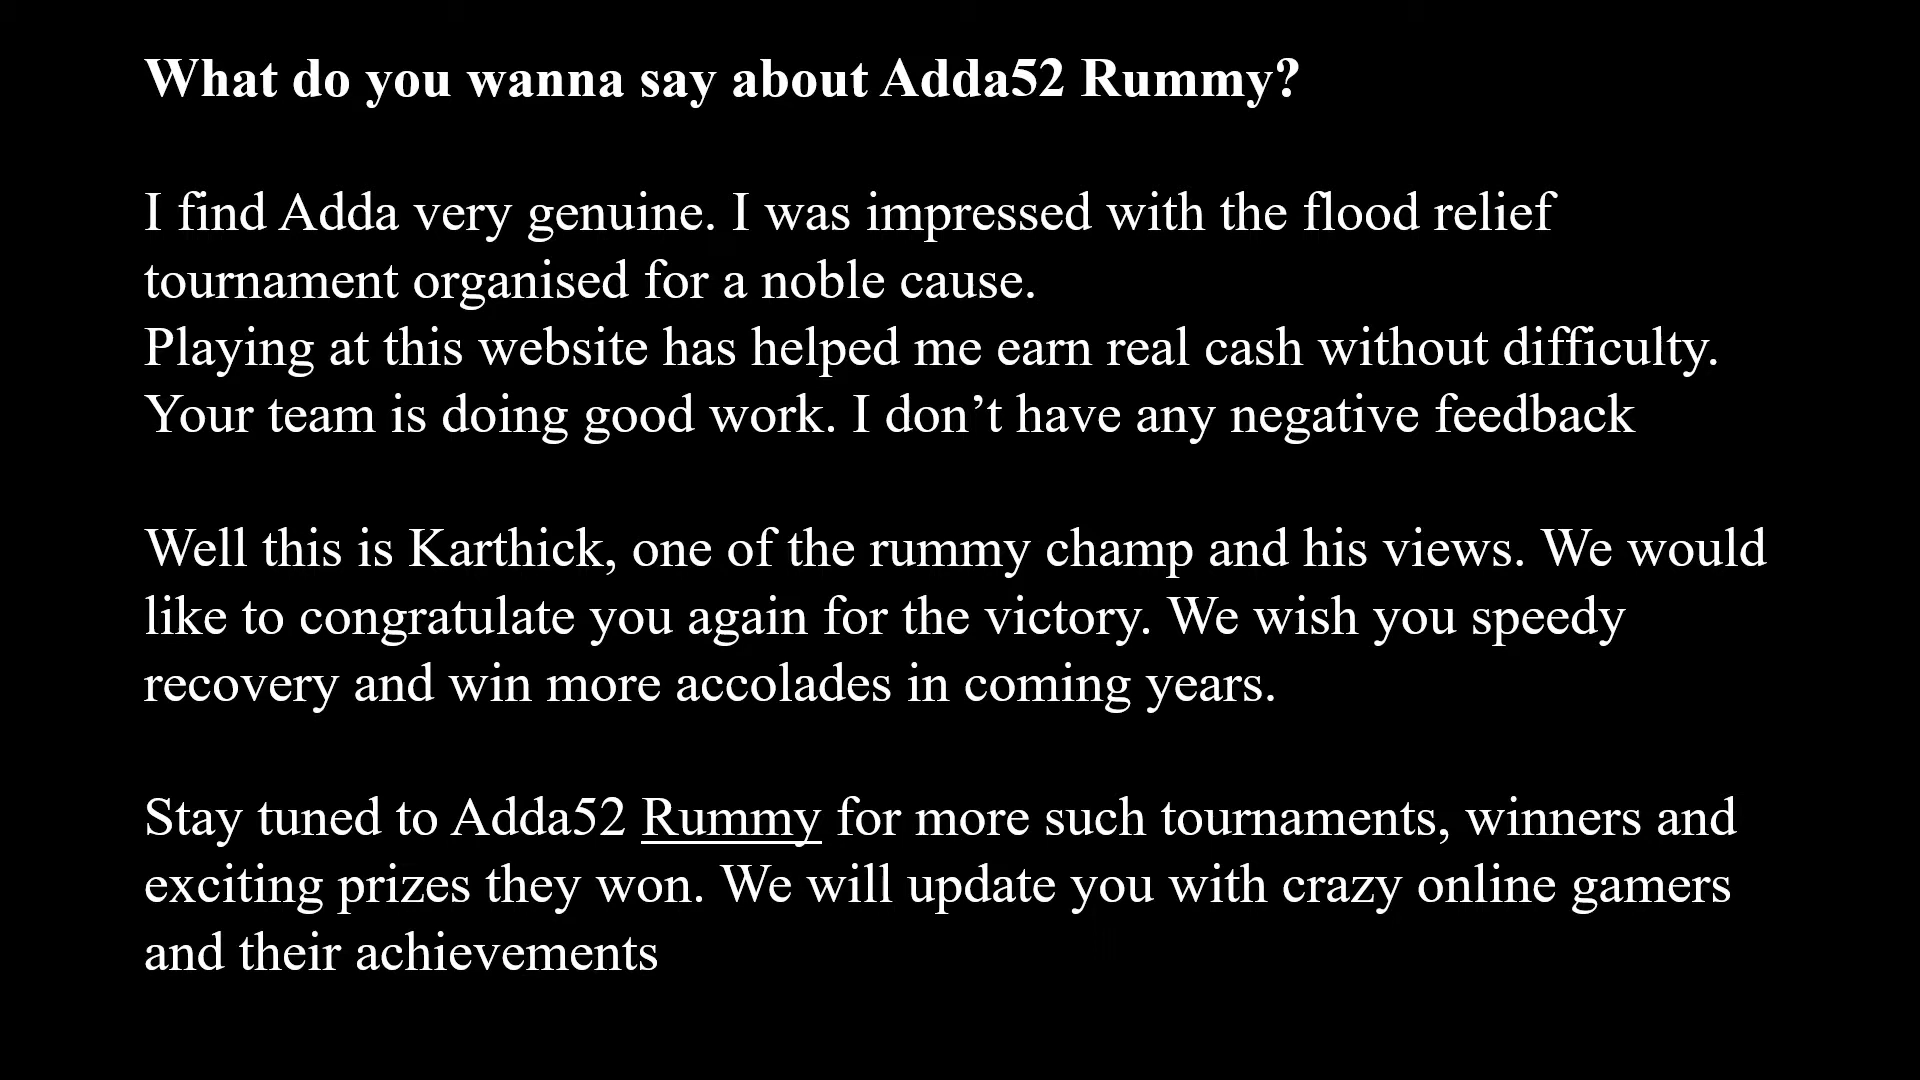 What do you wanna say about Adda52 Rummy?
I find Adda very genuine. I was impressed with the flood relief
tournament organised for a noble cause.
Playing at this website has helped me earn real cash without difficulty.
Your team is doing good work. I don’t have any negative feedback
Well this is Karthick, one of the rummy champ and his views. We would
like to congratulate you again for the victory. We wish you speedy
recovery and win more accolades in coming years.
Stay tuned to Adda52 Rummy for more such tournaments, winners and
exciting prizes they won. We will update you with crazy online gamers
and their achievements